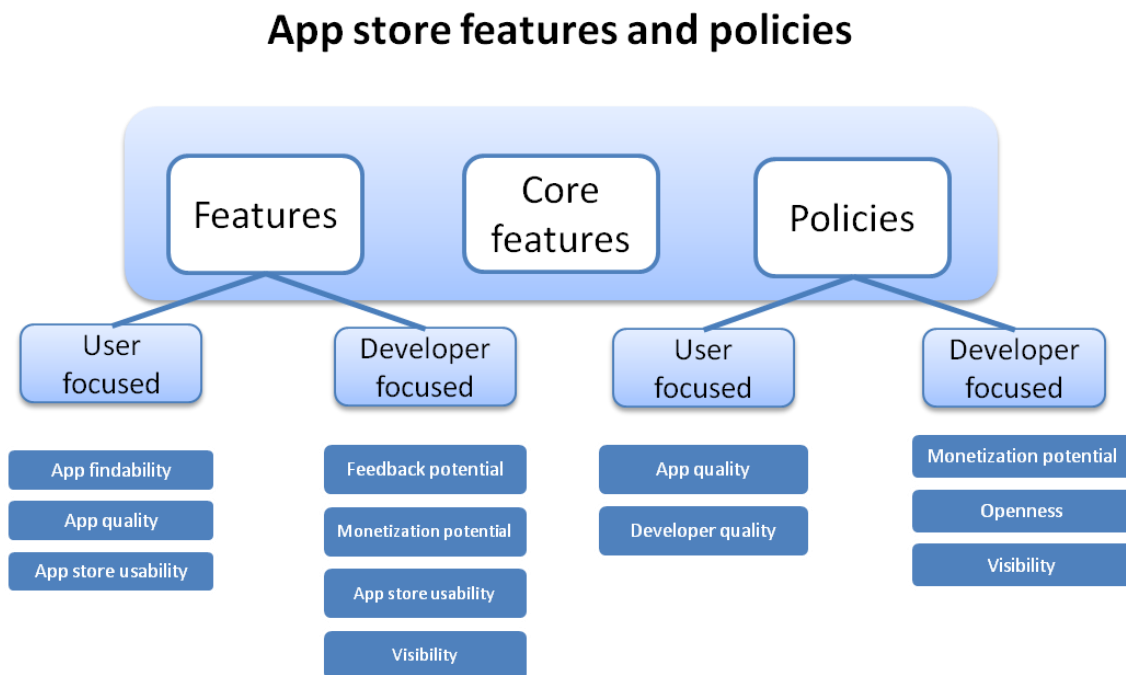 App store features and policies
Features
Core
features
Policies
User
focused
Developer
focused
User
focused
Developer
focused
App findability
App quality
App store usability
Feedback potential
Monetization potential
App store usability
Visibility
App quality
Developer quality
Monetization potential
Openness
Visibility